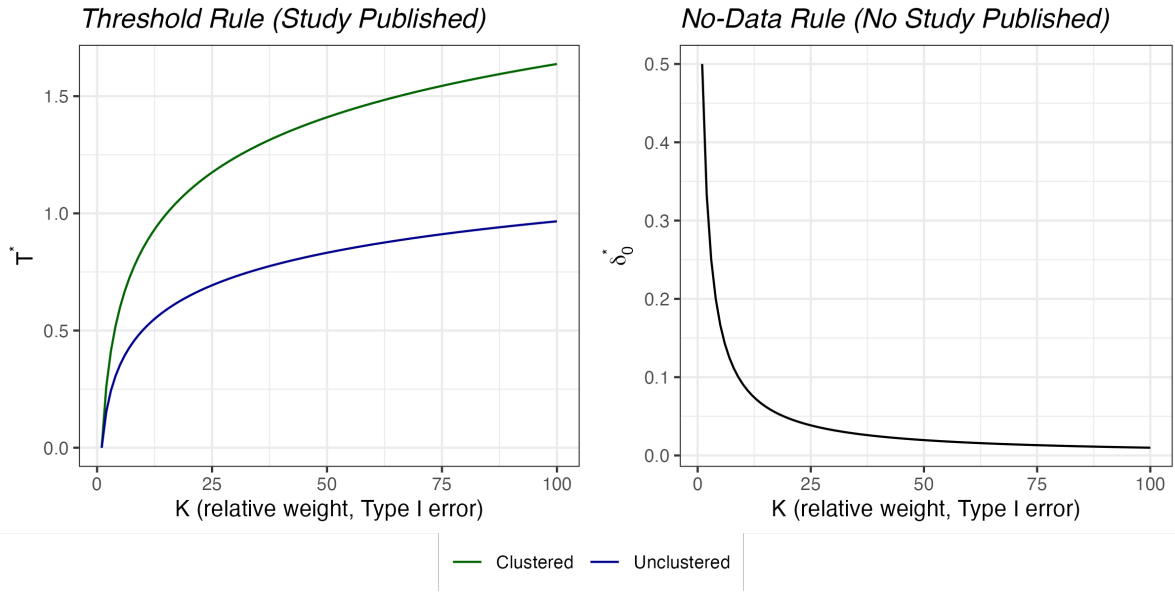 Threshold Rule (Study Published)
T*
1.5
1.0
0.5
0.0
0 25 50 75 100
K (relative weight, Type I error)
No-Data Rule (No Study Published)
δ₀*
0.5
0.4
0.3
0.2
0.1
0.0
0 25 50 75 100
K (relative weight, Type I error)
Clustered Unclustered